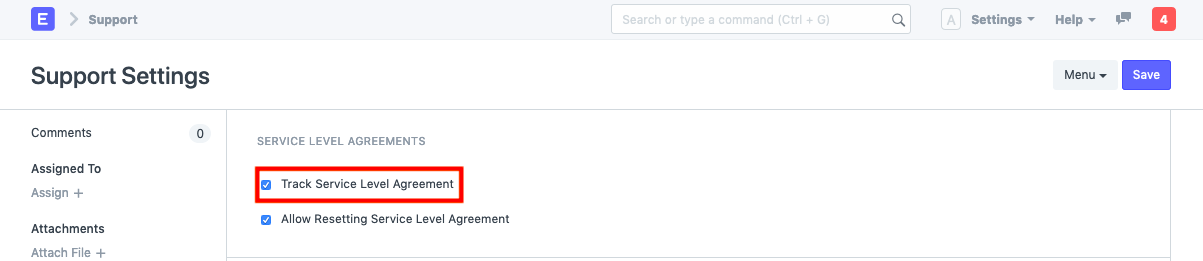 E Support Search or type a command (Ctrl + G) A Settings Help 4
Support Settings Menu Save
Comments 0
SERVICE LEVEL AGREEMENTS
Assigned To
Track Service Level Agreement
Assign +
Allow Resetting Service Level Agreement
Attachments
Attach File +